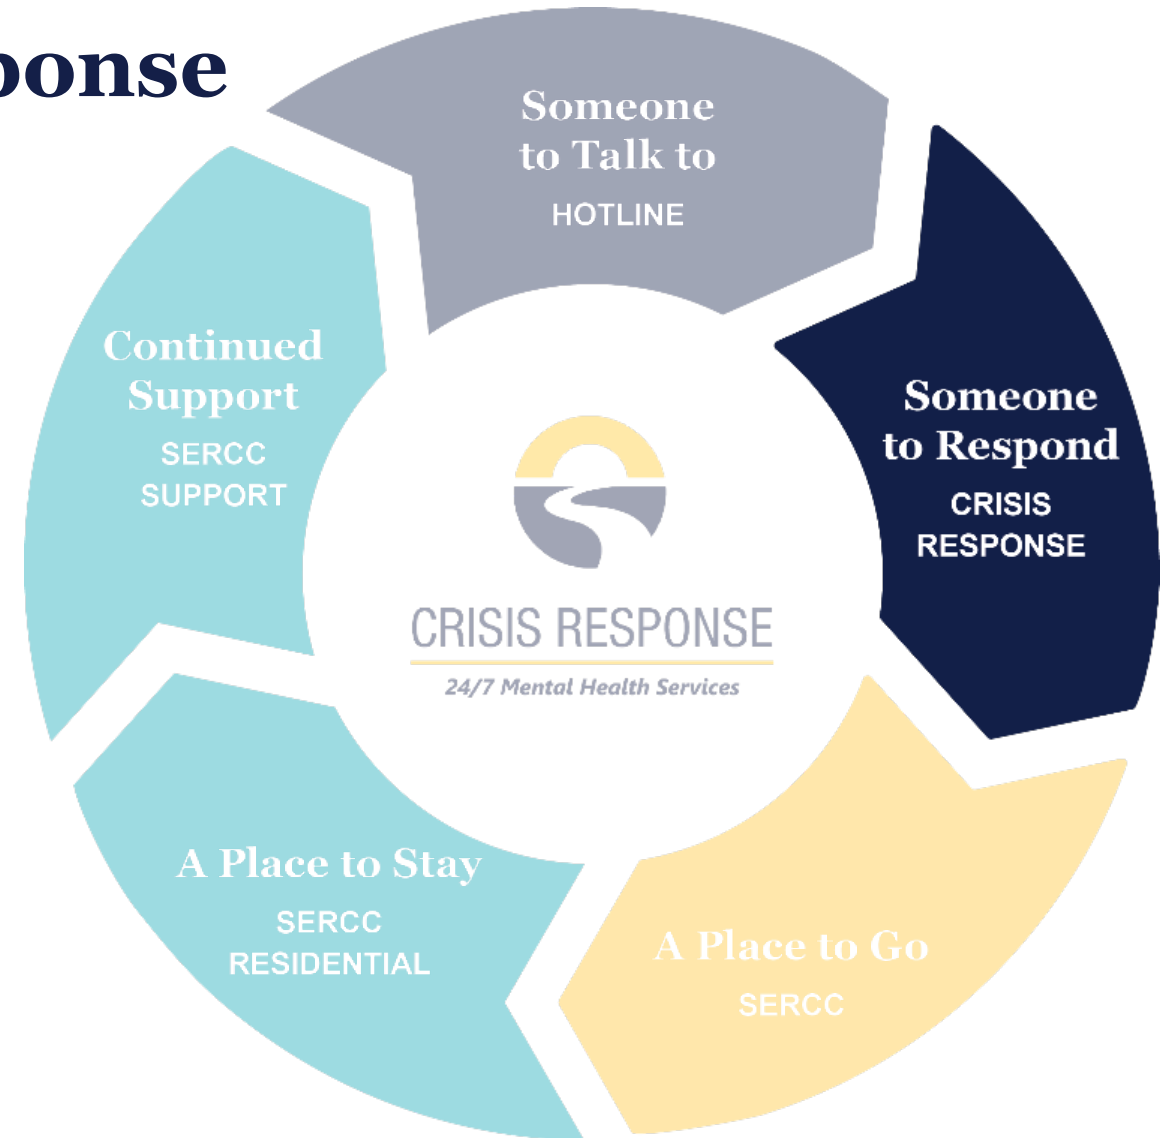 ponse
Someone
to Talk to
HOTLINE
Someone
to Respond
CRISIS
RESPONSE
A Place to Go
SERCC
A Place to Stay
SERCC
RESIDENTIAL
Continued
Support
SERCC
SUPPORT
CRISIS RESPONSE
24/7 Mental Health Services